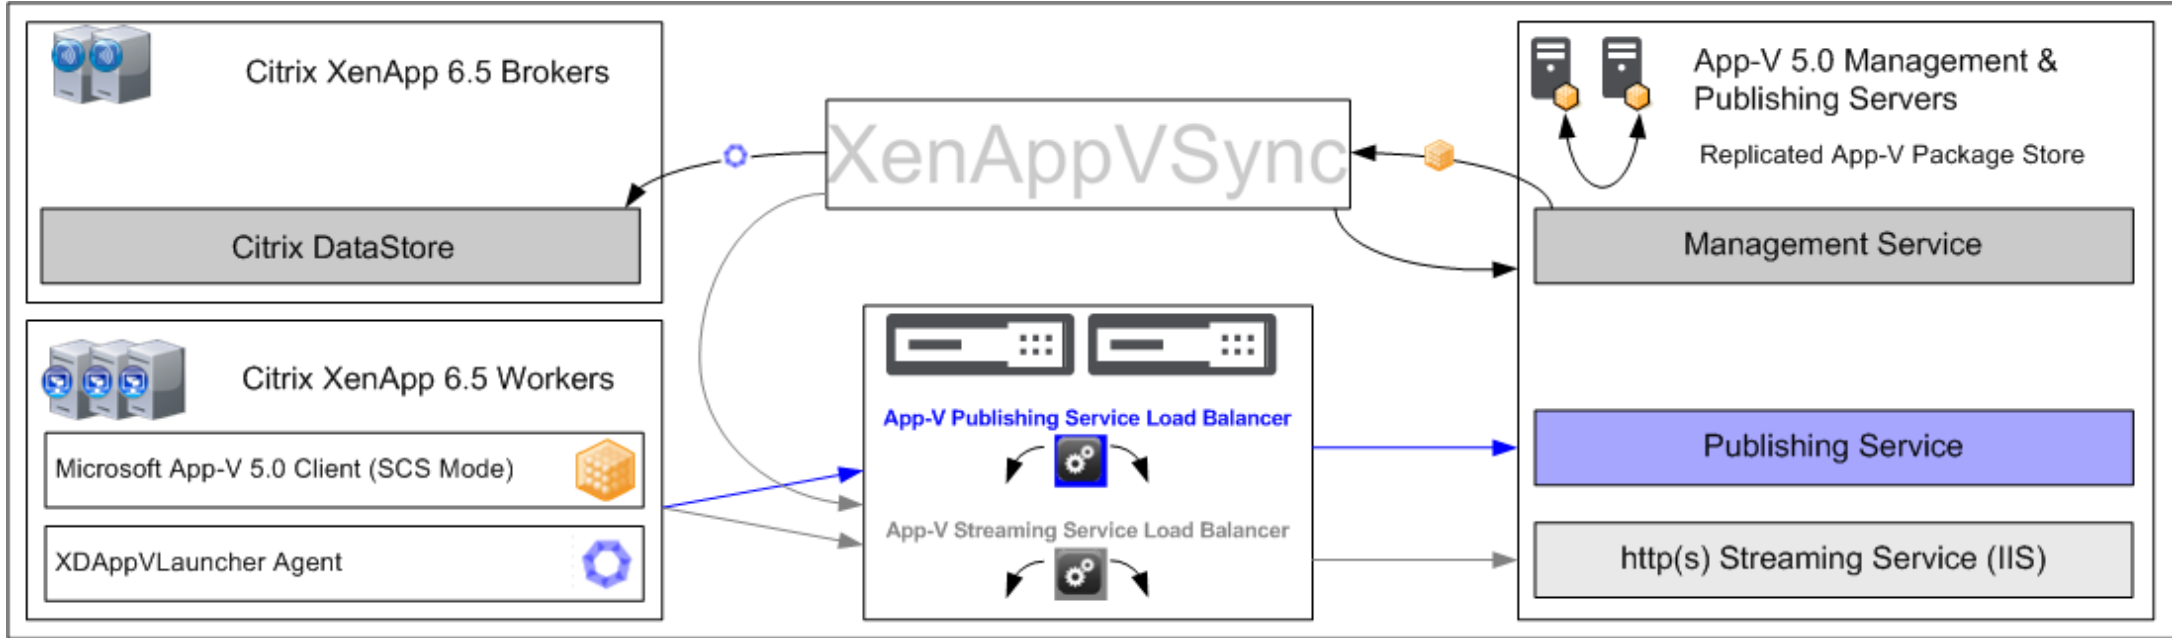 Citrix XenApp 6.5 Brokers
Citrix DataStore
Citrix XenApp 6.5 Workers
Microsoft App-V 5.0 Client (SCS Mode)
XDAppVLauncher Agent
XenAppVSync
App-V Publishing Service Load Balancer
App-V Streaming Service Load Balancer
App-V 5.0 Management &
Publishing Servers
Replicated App-V Package Store
Management Service
Publishing Service
http(s) Streaming Service (IIS)